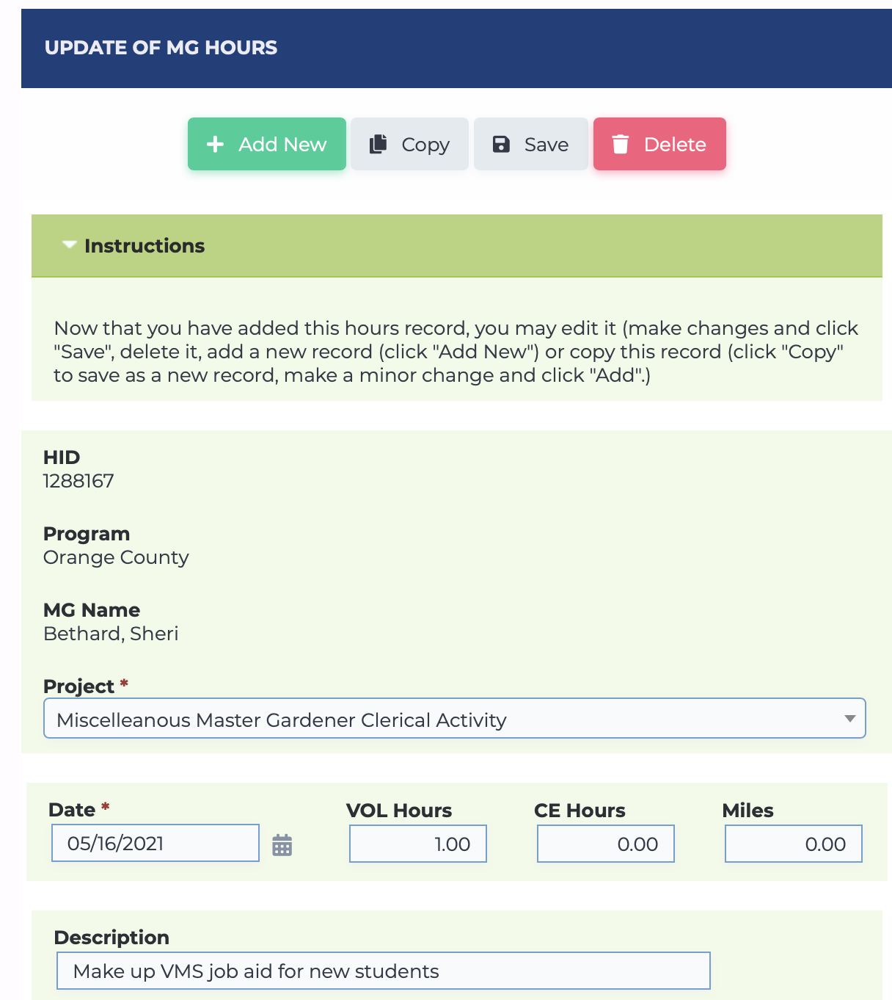 UPDATE OF MG HOURS
Add New
Copy
Save
Delete
Instructions
Now that you have added this hours record, you may edit it (make changes and click
"Save", delete it, add a new record (click "Add New") or copy this record (click "Copy"
to save as a new record, make a minor change and click "Add".)
HID
1288167
Program
Orange County
MG Name
Bethard, Sheri
Project *
Miscelleanous Master Gardener Clerical Activity
Date * VOL Hours CE Hours Miles
05/16/2021 1.00 0.00 0.00
Description
Make up VMS job aid for new students